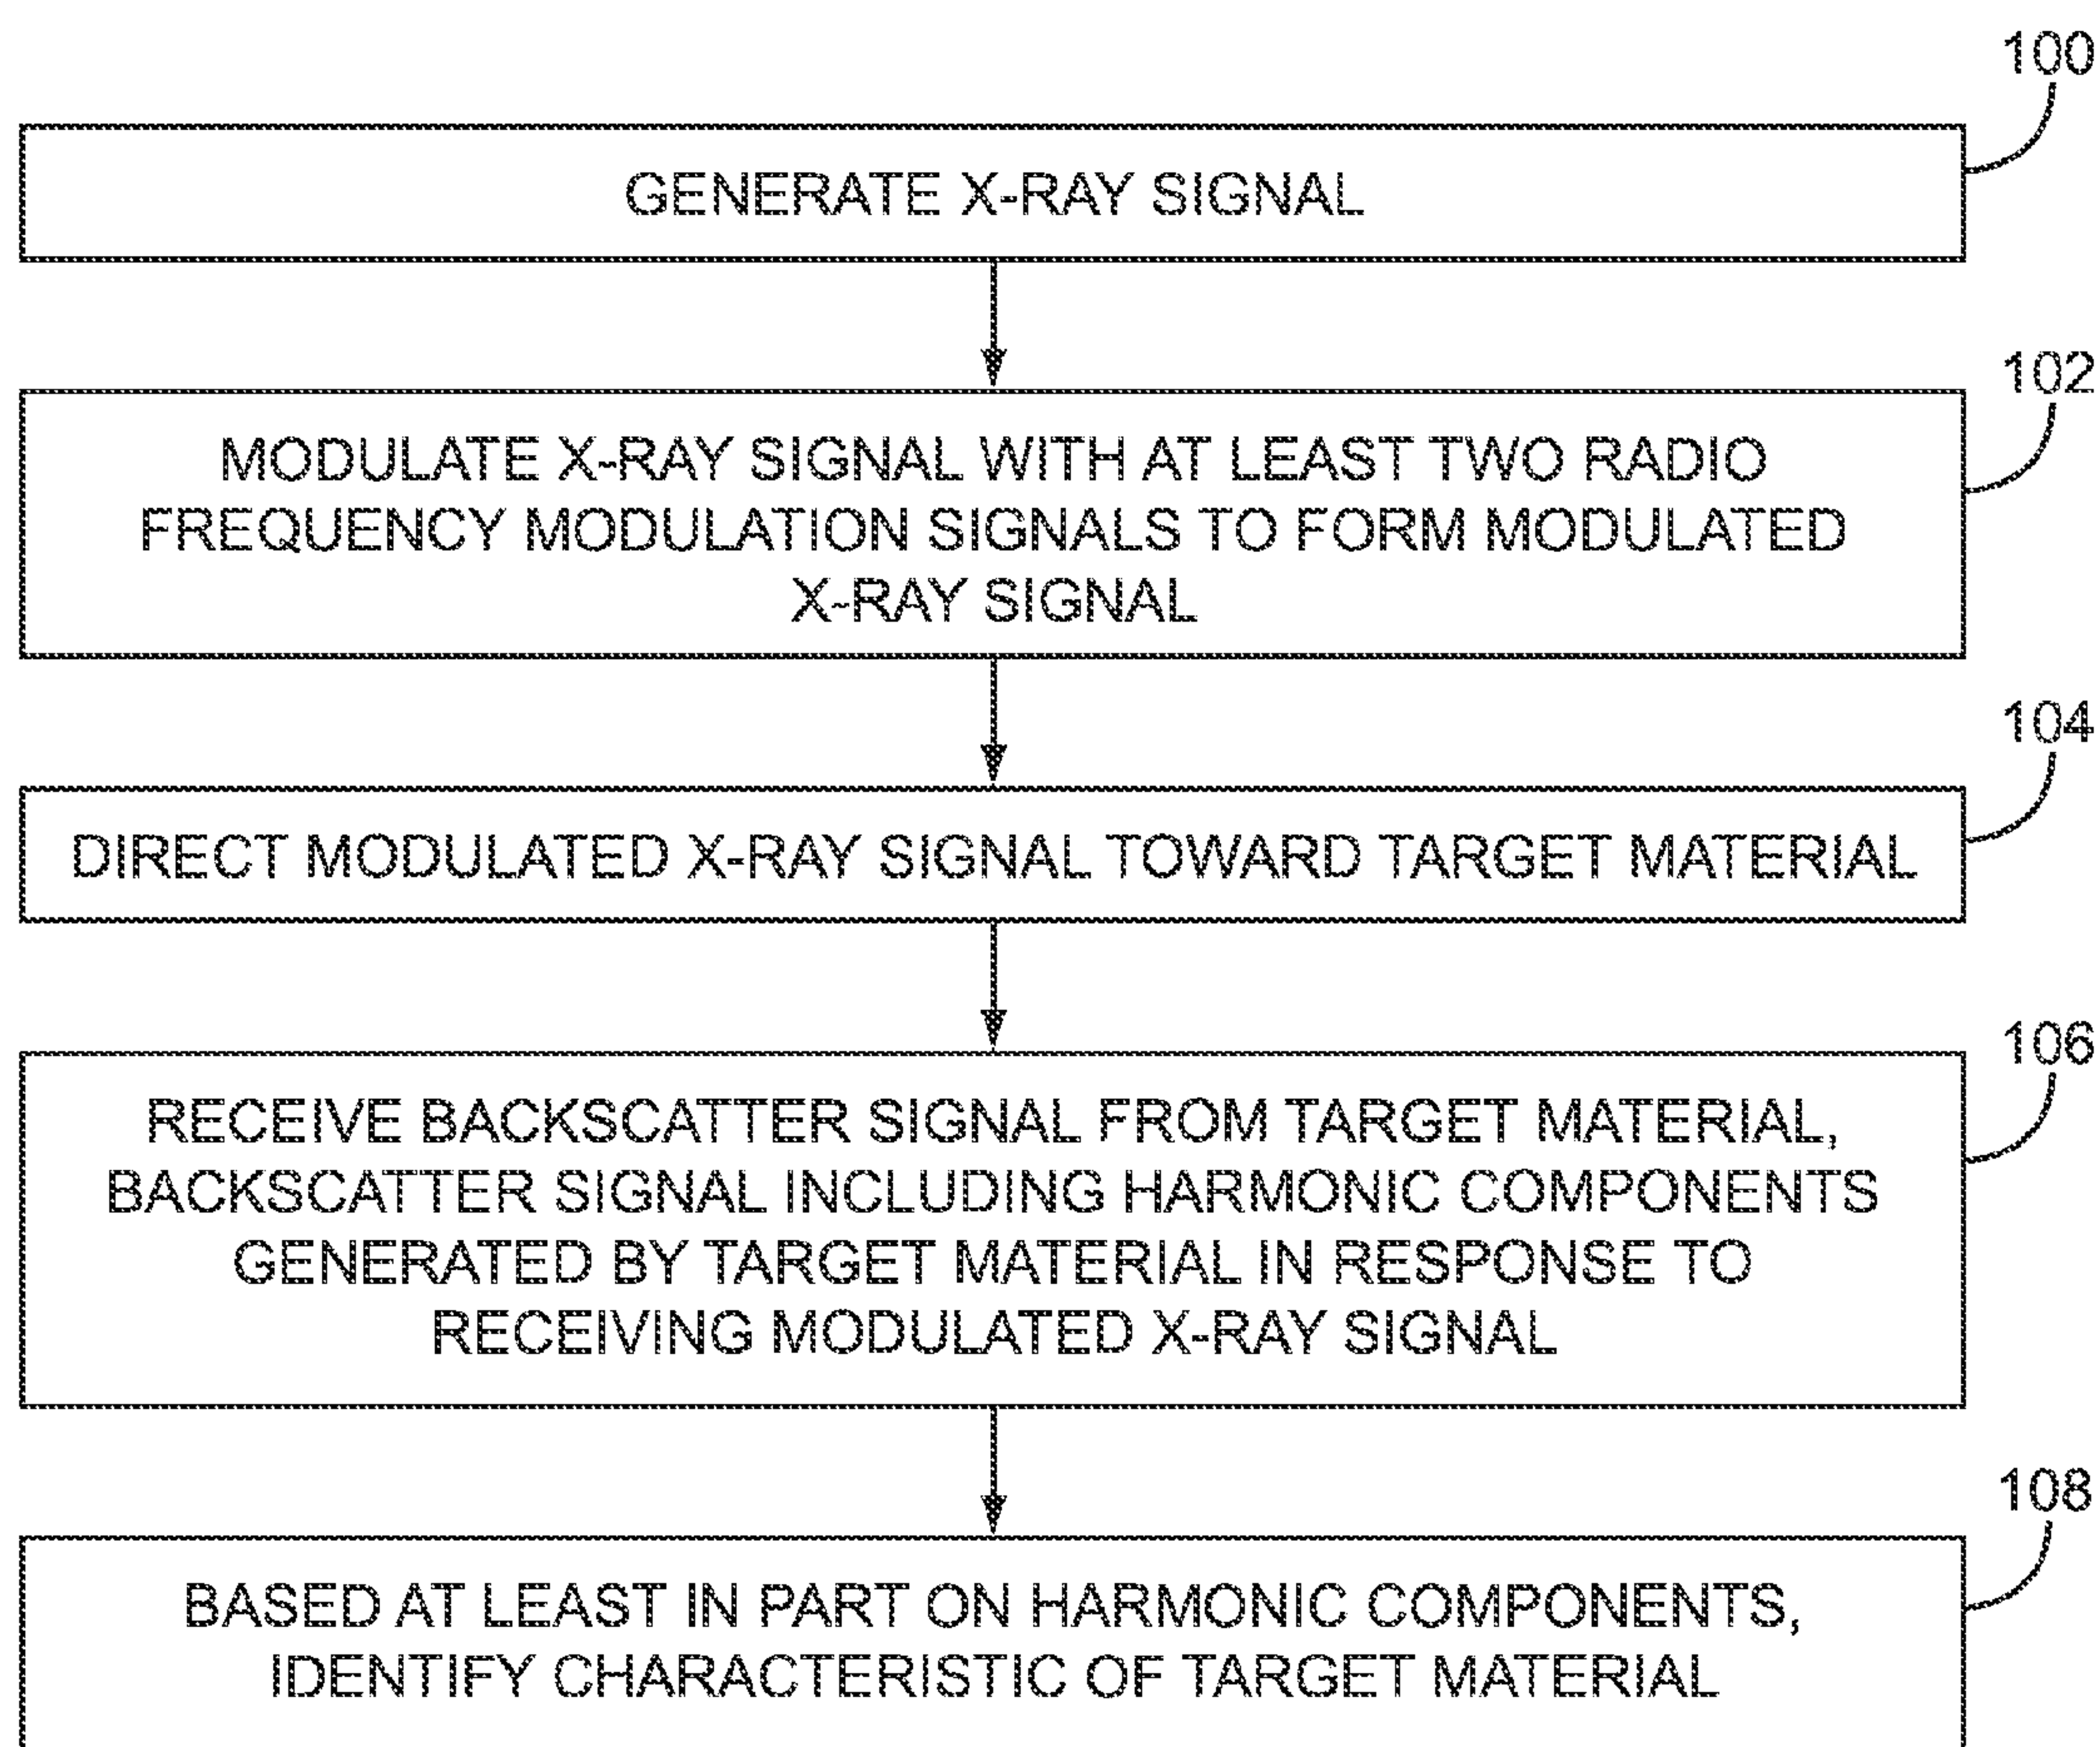 100
GENERATE X-RAY SIGNAL
102
MODULATE X-RAY SIGNAL WITH AT LEAST TWO RADIO
FREQUENCY MODULATION SIGNALS TO FORM MODULATED
X-RAY SIGNAL
104
DIRECT MODULATED X-RAY SIGNAL TOWARD TARGET MATERIAL
106
RECEIVE BACKSCATTER SIGNAL FROM TARGET MATERIAL,
BACKSCATTER SIGNAL INCLUDING HARMONIC COMPONENTS
GENERATED BY TARGET MATERIAL IN RESPONSE TO
RECEIVING MODULATED X-RAY SIGNAL
108
BASED AT LEAST IN PART ON HARMONIC COMPONENTS,
IDENTIFY CHARACTERISTIC OF TARGET MATERIAL